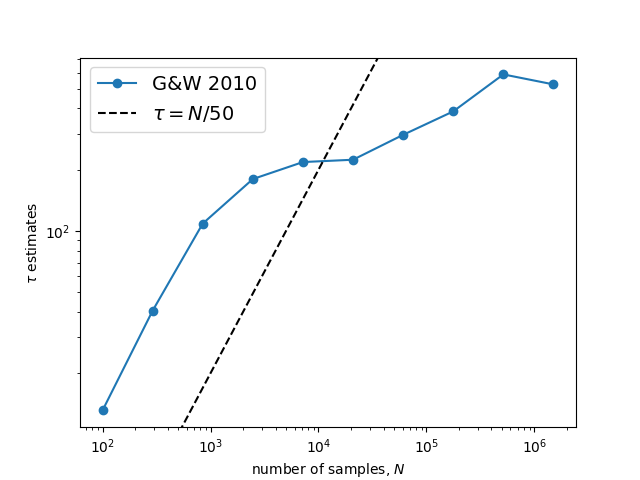 G&W 2010
τ = N/50
τ estimates
10²
10² 10³ 10⁴ 10⁵ 10⁶
number of samples, N